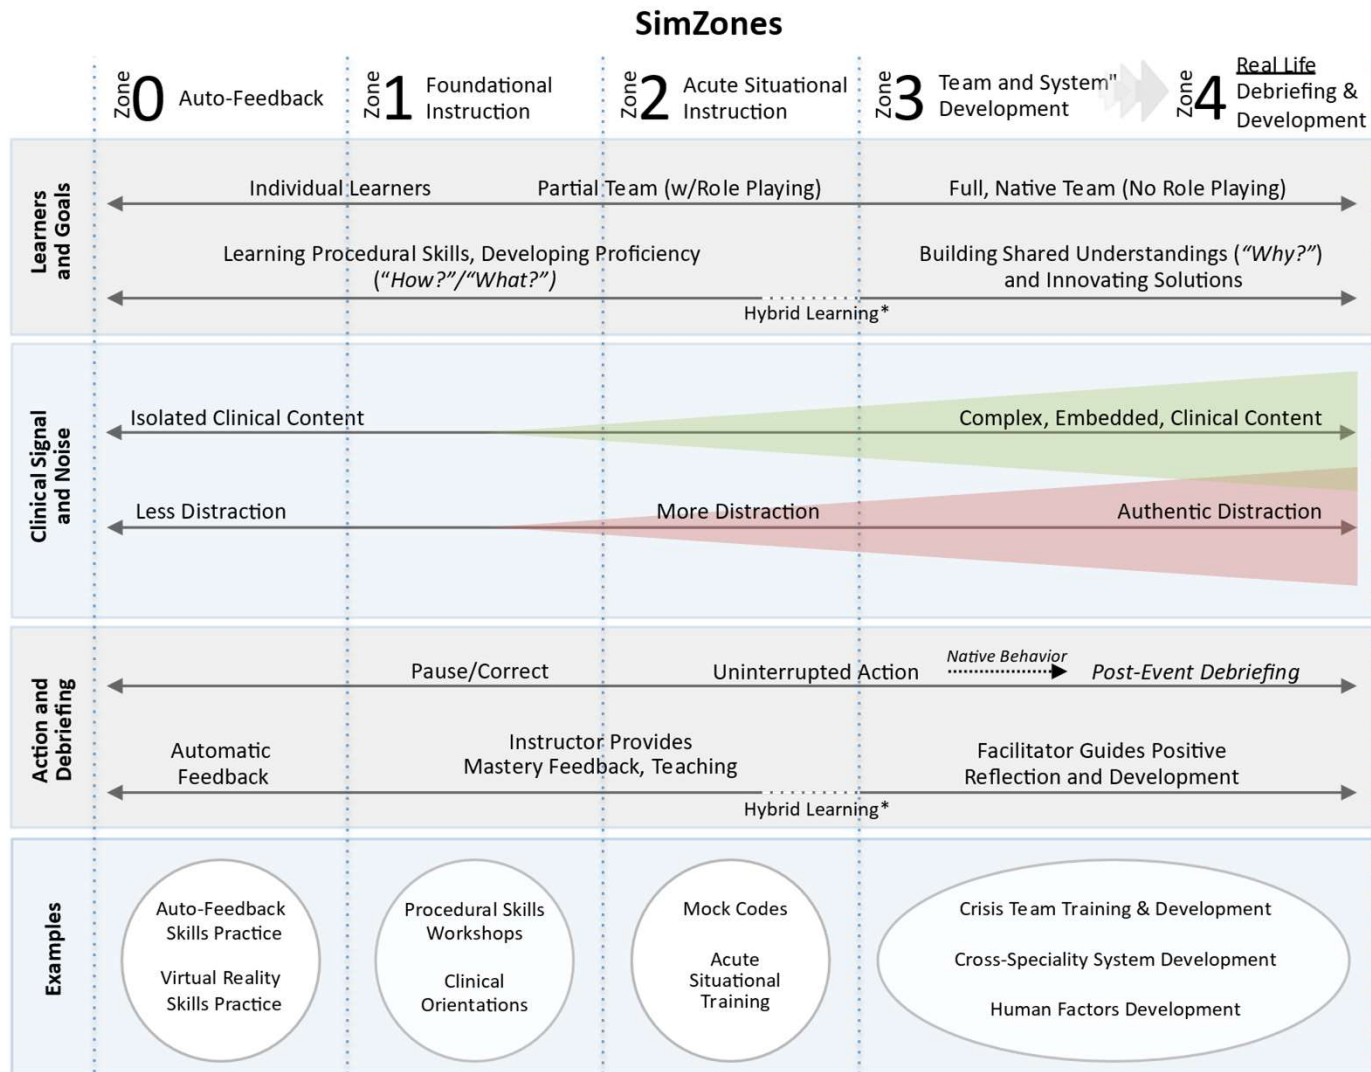 SimZones
Zone 0 Auto-Feedback
Zone 1 Foundational
Instruction
Zone 2 Acute Situational
Instruction
Zone 3 Team and System"
Development
Zone 4 Real Life
Debriefing &
Development
Learners
and Goals
Individual Learners
Partial Team (w/Role Playing)
Full, Native Team (No Role Playing)
Learning Procedural Skills, Developing Proficiency
(“How?”/“What?”)
Building Shared Understandings (“Why?”)
and Innovating Solutions
Hybrid Learning*
Clinical Signal
and Noise
Isolated Clinical Content
Complex, Embedded, Clinical Content
Less Distraction
More Distraction
Authentic Distraction
Action and
Debriefing
Pause/Correct
Uninterrupted Action
Native Behavior
Post-Event Debriefing
Automatic
Feedback
Instructor Provides
Mastery Feedback, Teaching
Facilitator Guides Positive
Reflection and Development
Hybrid Learning*
Examples
Auto-Feedback
Skills Practice
Virtual Reality
Skills Practice
Procedural Skills
Workshops
Clinical
Orientations
Mock Codes
Acute
Situational
Training
Crisis Team Training & Development
Cross-Speciality System Development
Human Factors Development